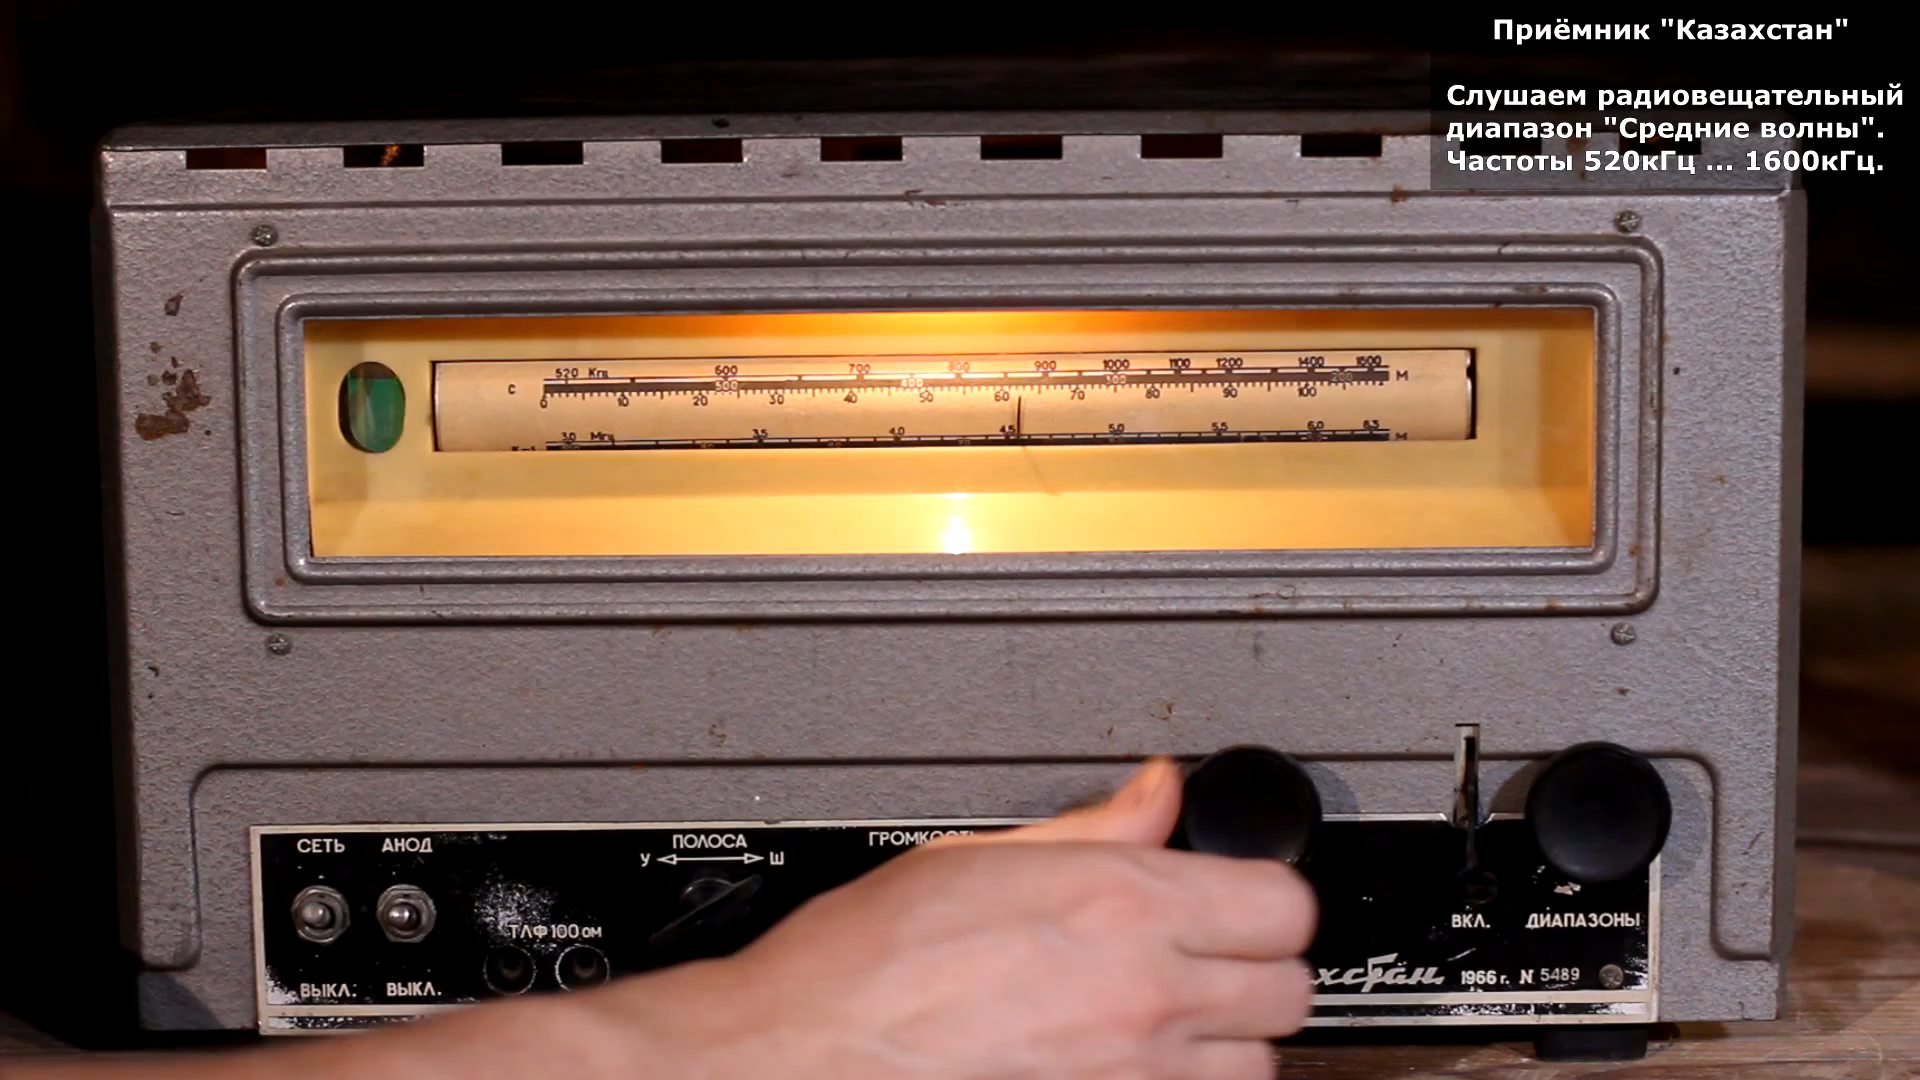 Приёмник "Казахстан"
Слушаем радиовещательный
диапазон "Средние волны".
Частоты 520кГц ... 1600кГц.
520 Кгц 600 700 800 900 1000 1100 1200 1400 1500
С 500 400 300 200 М
0 10 20 30 40 50 60 70 80 90 100
3,0 Мгц 3,5 4,0 4,5 5,0 5,5 6,0 6,3
М
СЕТЬ АНОД ПОЛОСА ГРОМКОСТЬ
У Ш
ТЛФ 100 ом
ВКЛ. ДИАПАЗОНЫ
ВЫКЛ. ВЫКЛ.
хстан 1966 г. N 5489